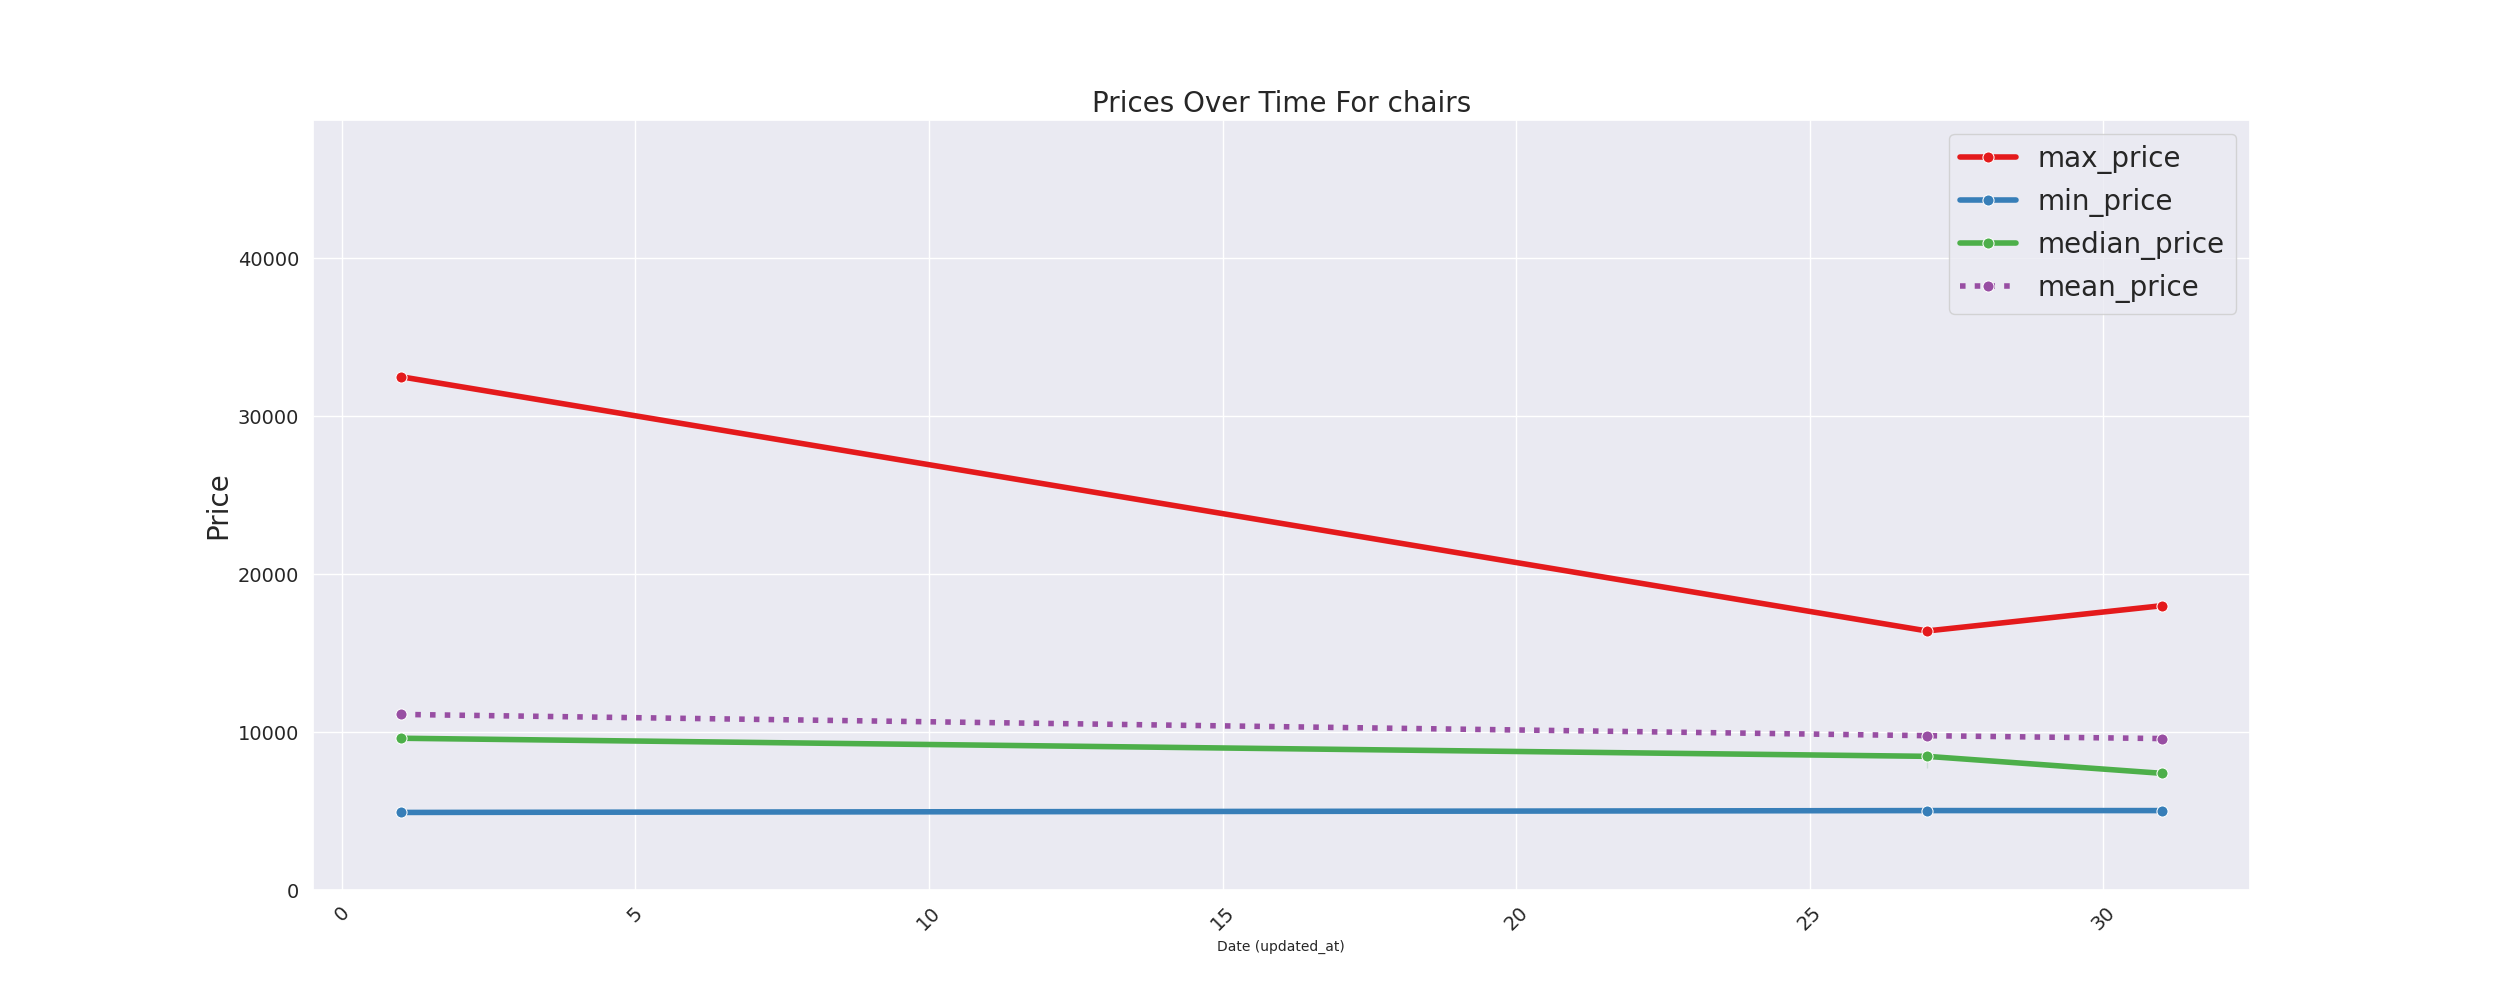 Prices Over Time For chairs
max_price
min_price
median_price
mean_price
Price
40000
30000
20000
10000
0
0 5 10 15 20 25 30
Date (updated_at)